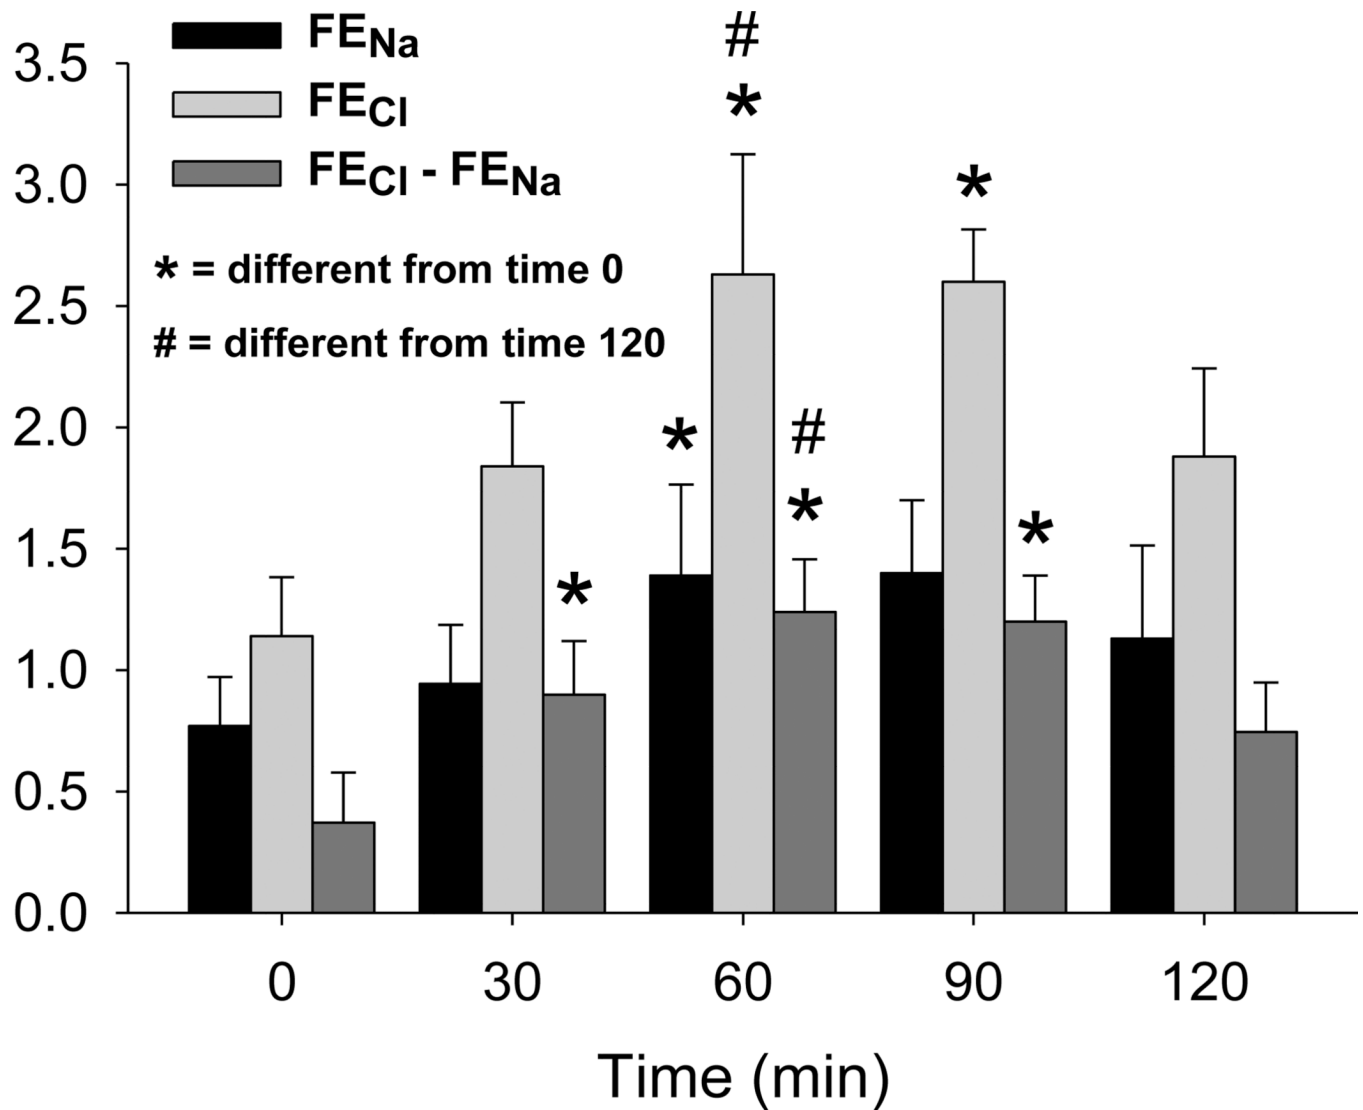 FENa
FECl
FECl - FENa
* = different from time 0
# = different from time 120
3.5
3.0
2.5
2.0
1.5
1.0
0.5
0.0
#
*
*
*
#
*
*
*
0 30 60 90 120
Time (min)